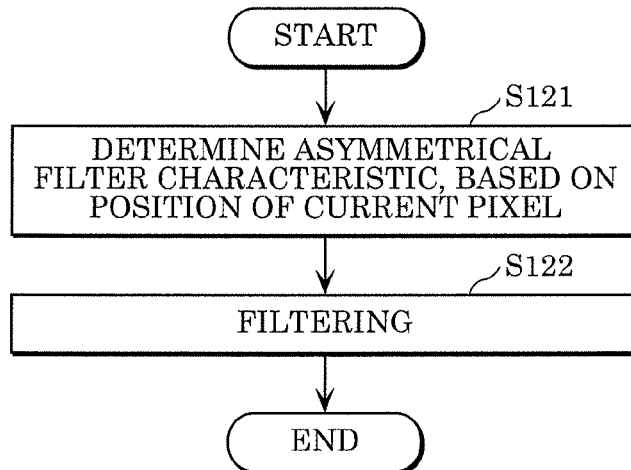 START
S121
DETERMINE ASYMMETRICAL
FILTER CHARACTERISTIC, BASED ON
POSITION OF CURRENT PIXEL
S122
FILTERING
END